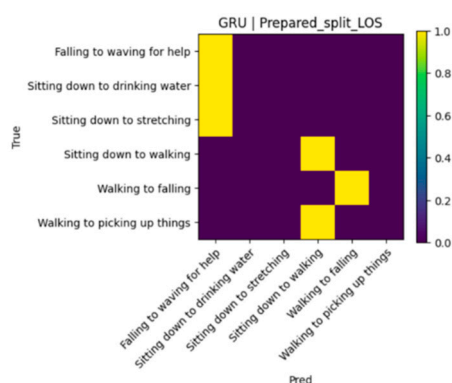 GRU | Prepared_split_LOS
True
Falling to waving for help
Sitting down to drinking water
Sitting down to stretching
Sitting down to walking
Walking to falling
Walking to picking up things
1.0
0.8
0.6
0.4
0.2
0.0
Falling to waving for help
Sitting down to drinking water
Sitting down to stretching
Sitting down to walking
Walking to falling
Walking to picking up things
Pred